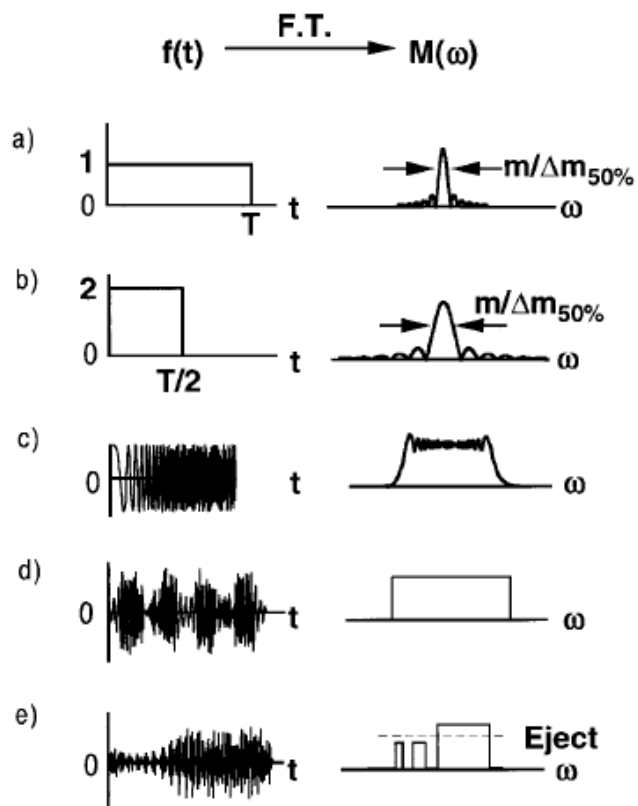 F.T.
f(t) M(ω)
a)
1
m/Δm50%
0
T t ω
b)
2
m/Δm50%
0
T/2 t ω
c)
0
t ω
d)
0 t ω
e)
Eject
0 t ω